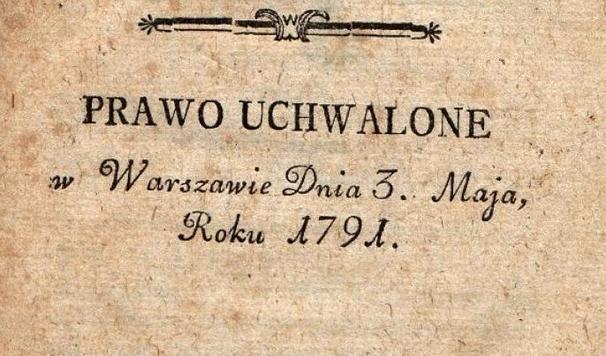 PRAWO UCHWALONE
w Warszawie Dnia 3. Maja,
Roku 1791.